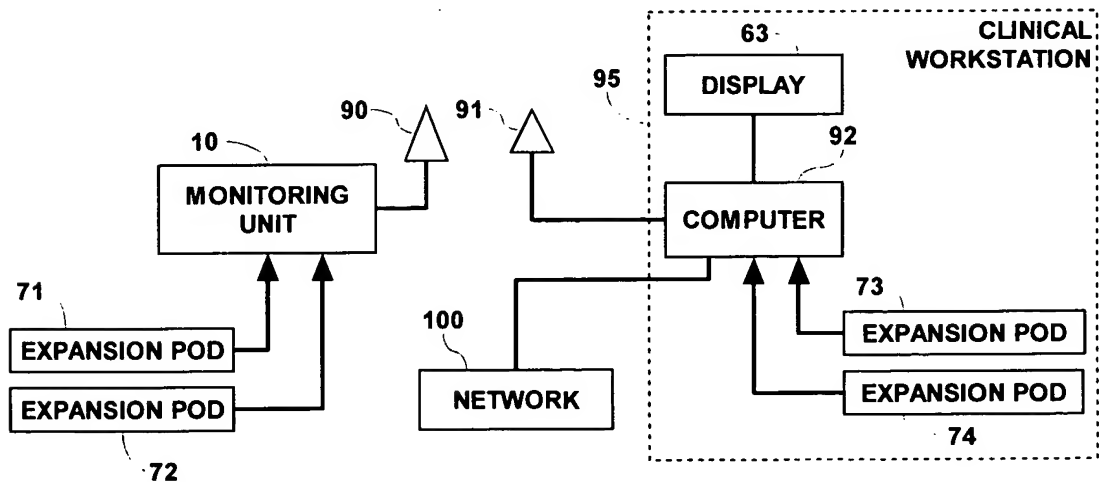 CLINICAL
WORKSTATION
63
DISPLAY
95
90
91
92
10
MONITORING
UNIT
COMPUTER
71
EXPANSION POD
73
EXPANSION POD
100
NETWORK
EXPANSION POD
72
EXPANSION POD
74